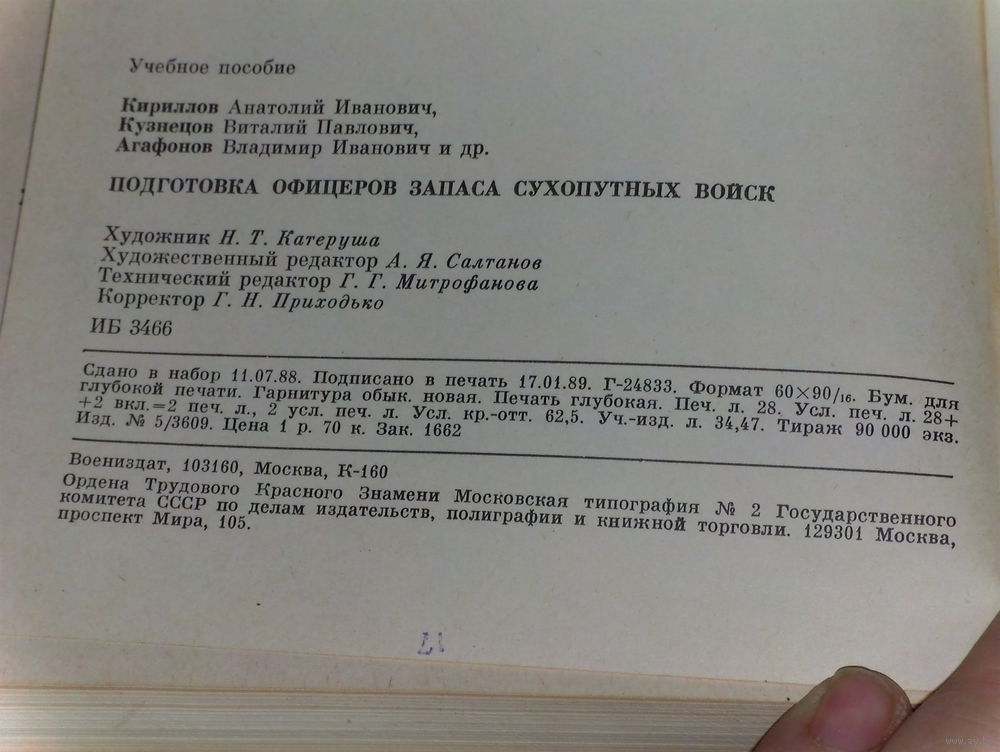 Учебное пособие
Кириллов Анатолий Иванович,
Кузнецов Виталий Павлович,
Агафонов Владимир Иванович и др.
ПОДГОТОВКА ОФИЦЕРОВ ЗАПАСА СУХОПУТНЫХ ВОЙСК
Художник Н. Т. Катеруша
Художественный редактор А. Я. Салтанов
Технический редактор Г. Г. Митрофанова
Корректор Г. Н. Приходько
ИБ 3466
Сдано в набор 11.07.88. Подписано в печать 17.01.89. Г-24833. Формат 60×90/16. Бум. для
глубокой печати. Гарнитура обык. новая. Печать глубокая. Печ. л. 28. Усл. печ. л. 28+
+2 вкл.=2 печ. л., 2 усл. печ. л. Усл. кр.-отт. 62,5. Уч.-изд. л. 34,47. Тираж 90 000 экз.
Изд. № 5/3609. Цена 1 р. 70 к. Зак. 1662
Воениздат, 103160, Москва, К-160
Ордена Трудового Красного Знамени Московская типография № 2 Государственного
комитета СССР по делам издательств, полиграфии и книжной торговли. 129301 Москва,
проспект Мира, 105.